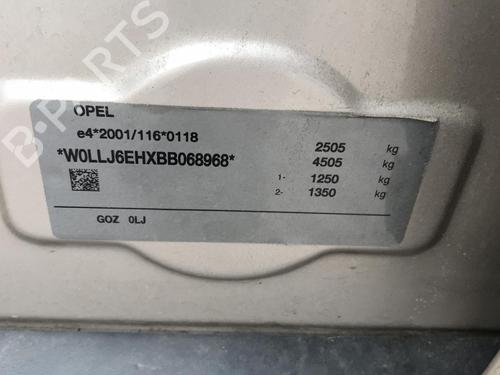 B-PARTS
OPEL
e4*2001/116*0118
*W0LLJ6EHXBB068968*
2505 kg
4505 kg
1- 1250 kg
2- 1350 kg
GOZ 0LJ